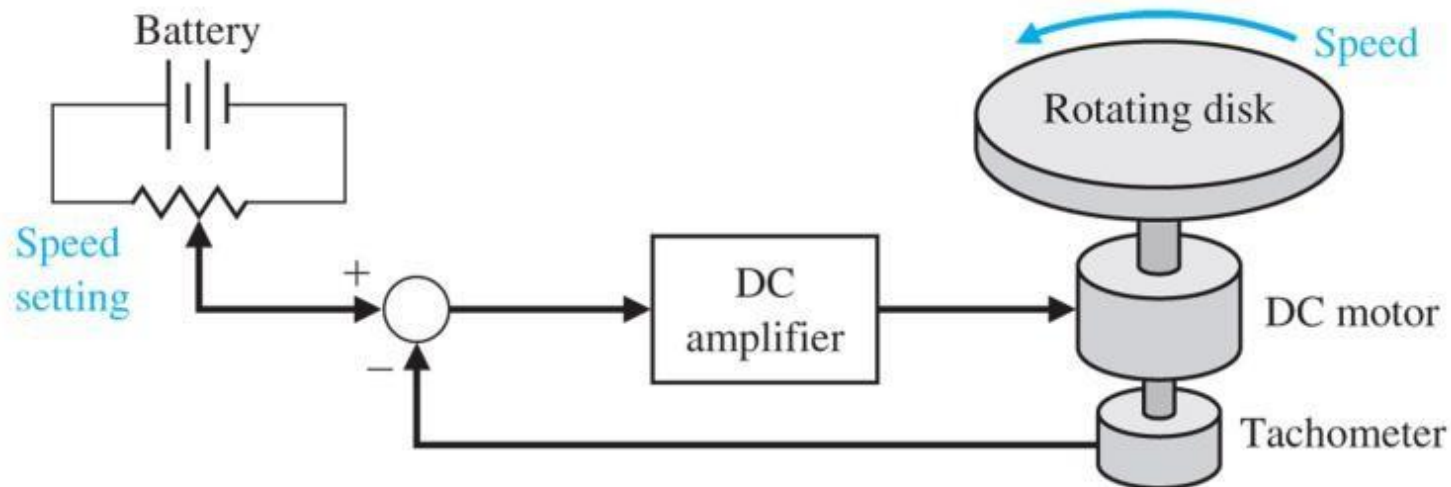 Battery
Speed
Rotating disk
Speed
setting
+
DC
amplifier
DC motor
−
Tachometer